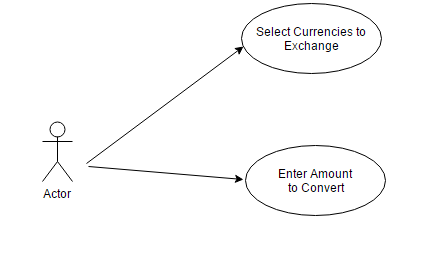 Select Currencies to
Exchange
Enter Amount
to Convert
Actor